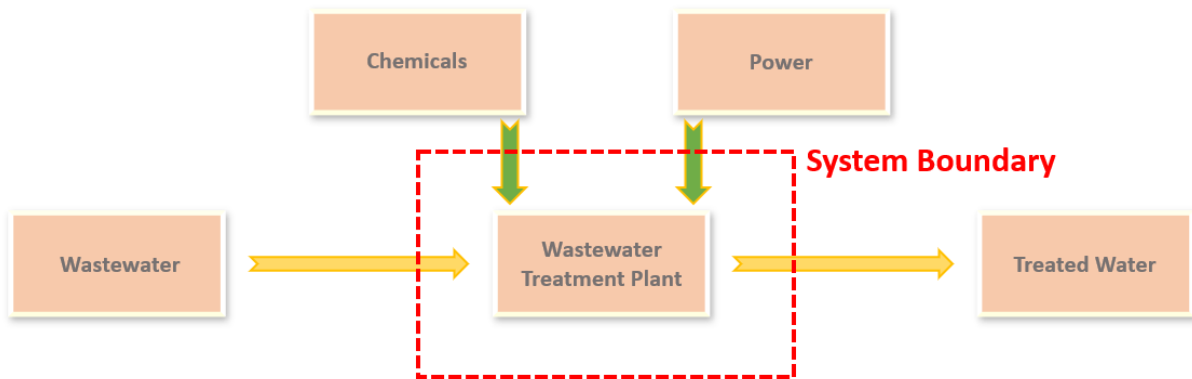 Chemicals
Power
System Boundary
Wastewater
Wastewater
Treatment Plant
Treated Water